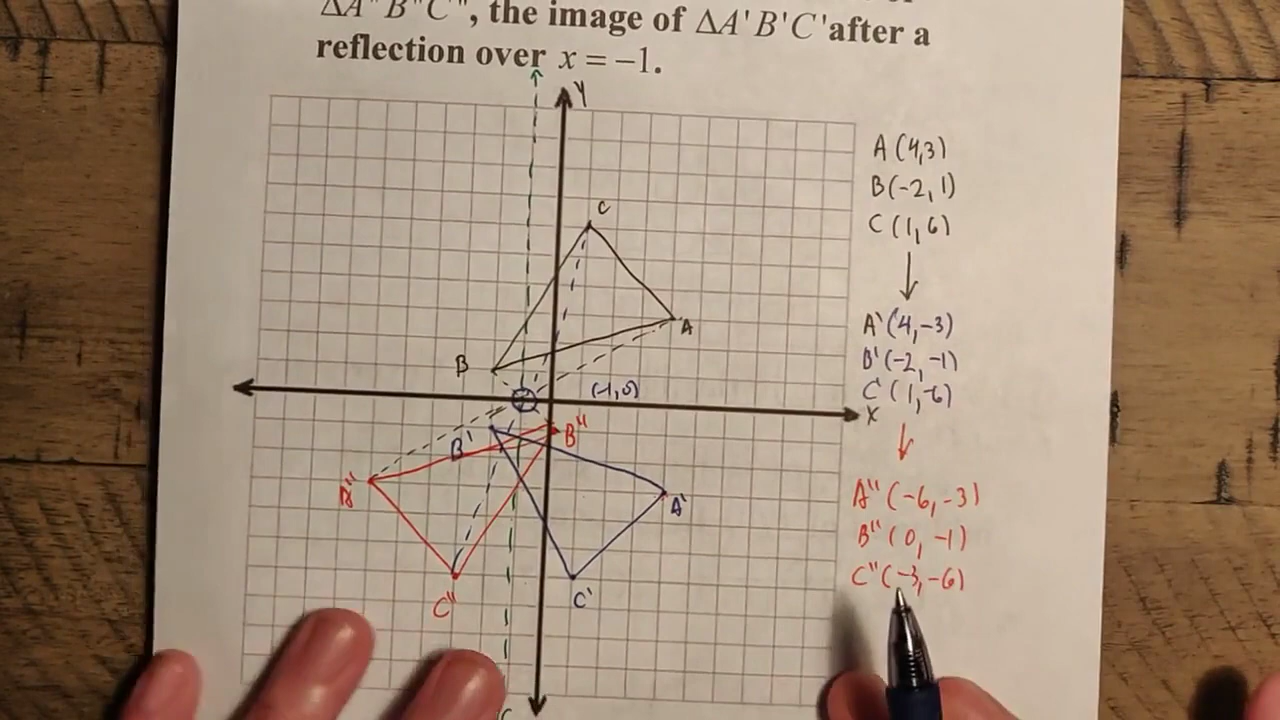 ΔA"B"C", the image of ΔA'B'C' after a
reflection over x = −1.
Y
A (4,3)
B (-2, 1)
C (1, 6)
C
A
B
A' (4, -3)
B' (-2, -1)
C' (1, -6)
(-1, 0)
X
B'
B"
A"
A'
A" (-6, -3)
B" (0, -1)
C" (-3, -6)
C"
C'